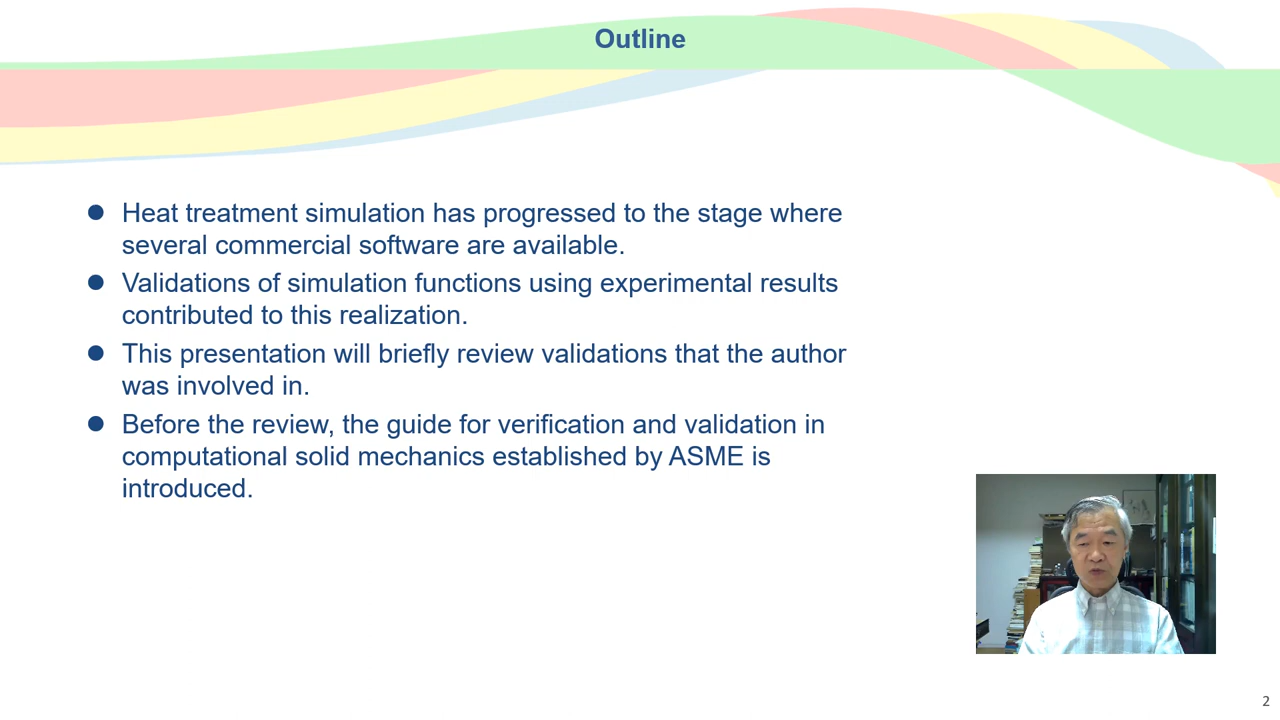 Outline
Heat treatment simulation has progressed to the stage where
several commercial software are available.
Validations of simulation functions using experimental results
contributed to this realization.
This presentation will briefly review validations that the author
was involved in.
Before the review, the guide for verification and validation in
computational solid mechanics established by ASME is
introduced.
2